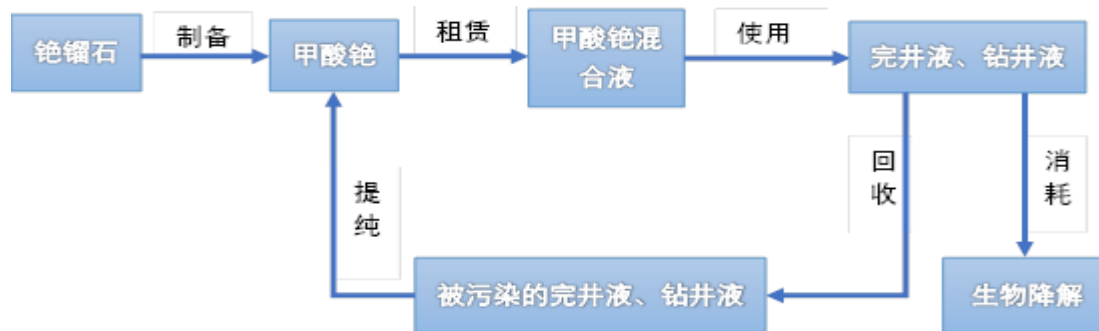 铯镏石
制备
甲酸铯
租赁
甲酸铯混
合液
使用
完井液、钻井液
回
收
消
耗
提
纯
被污染的完井液、钻井液
生物降解